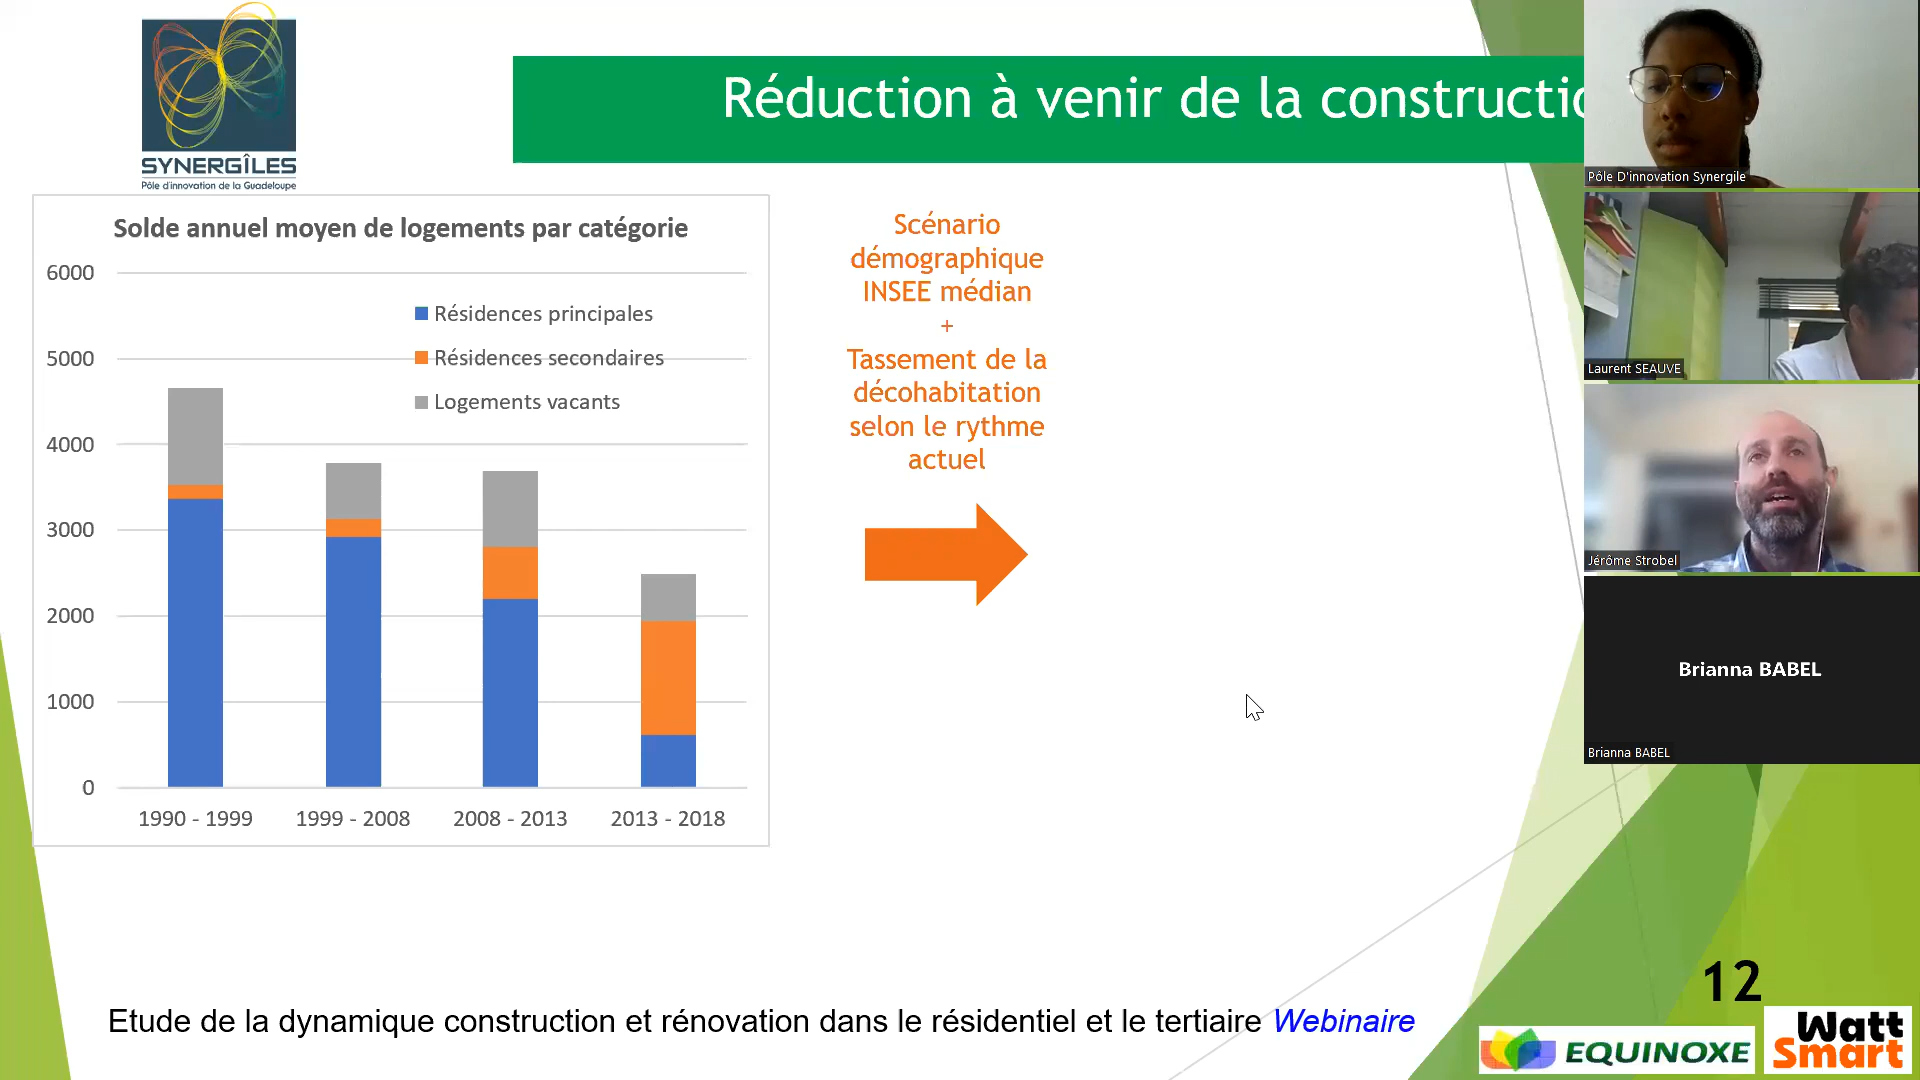 SYNERGÎLES
Pôle d'innovation de la Guadeloupe
Réduction à venir de la constructio
Solde annuel moyen de logements par catégorie
6000
5000
4000
3000
2000
1000
0
Résidences principales
Résidences secondaires
Logements vacants
1990 - 1999
1999 - 2008
2008 - 2013
2013 - 2018
Scénario
démographique
INSEE médian
+
Tassement de la
décohabitation
selon le rythme
actuel
Pôle D'innovation Synergile
Laurent SEAUVE
Jérôme Strobel
Brianna BABEL
Brianna BABEL
12
Etude de la dynamique construction et rénovation dans le résidentiel et le tertiaire Webinaire
EQUINOXE
Watt
Smart